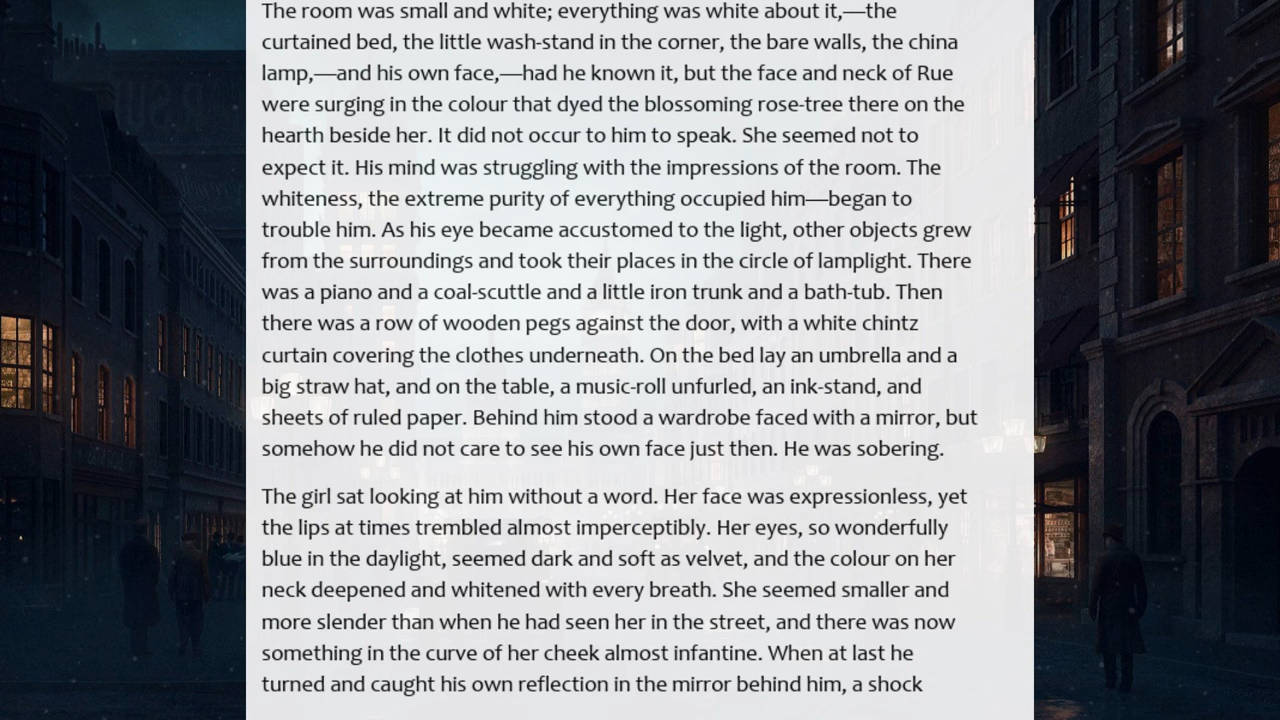 The room was small and white; everything was white about it,—the
curtained bed, the little wash-stand in the corner, the bare walls, the china
lamp,—and his own face,—had he known it, but the face and neck of Rue
were surging in the colour that dyed the blossoming rose-tree there on the
hearth beside her. It did not occur to him to speak. She seemed not to
expect it. His mind was struggling with the impressions of the room. The
whiteness, the extreme purity of everything occupied him—began to
trouble him. As his eye became accustomed to the light, other objects grew
from the surroundings and took their places in the circle of lamplight. There
was a piano and a coal-scuttle and a little iron trunk and a bath-tub. Then
there was a row of wooden pegs against the door, with a white chintz
curtain covering the clothes underneath. On the bed lay an umbrella and a
big straw hat, and on the table, a music-roll unfurled, an ink-stand, and
sheets of ruled paper. Behind him stood a wardrobe faced with a mirror, but
somehow he did not care to see his own face just then. He was sobering.
The girl sat looking at him without a word. Her face was expressionless, yet
the lips at times trembled almost imperceptibly. Her eyes, so wonderfully
blue in the daylight, seemed dark and soft as velvet, and the colour on her
neck deepened and whitened with every breath. She seemed smaller and
more slender than when he had seen her in the street, and there was now
something in the curve of her cheek almost infantine. When at last he
turned and caught his own reflection in the mirror behind him, a shock